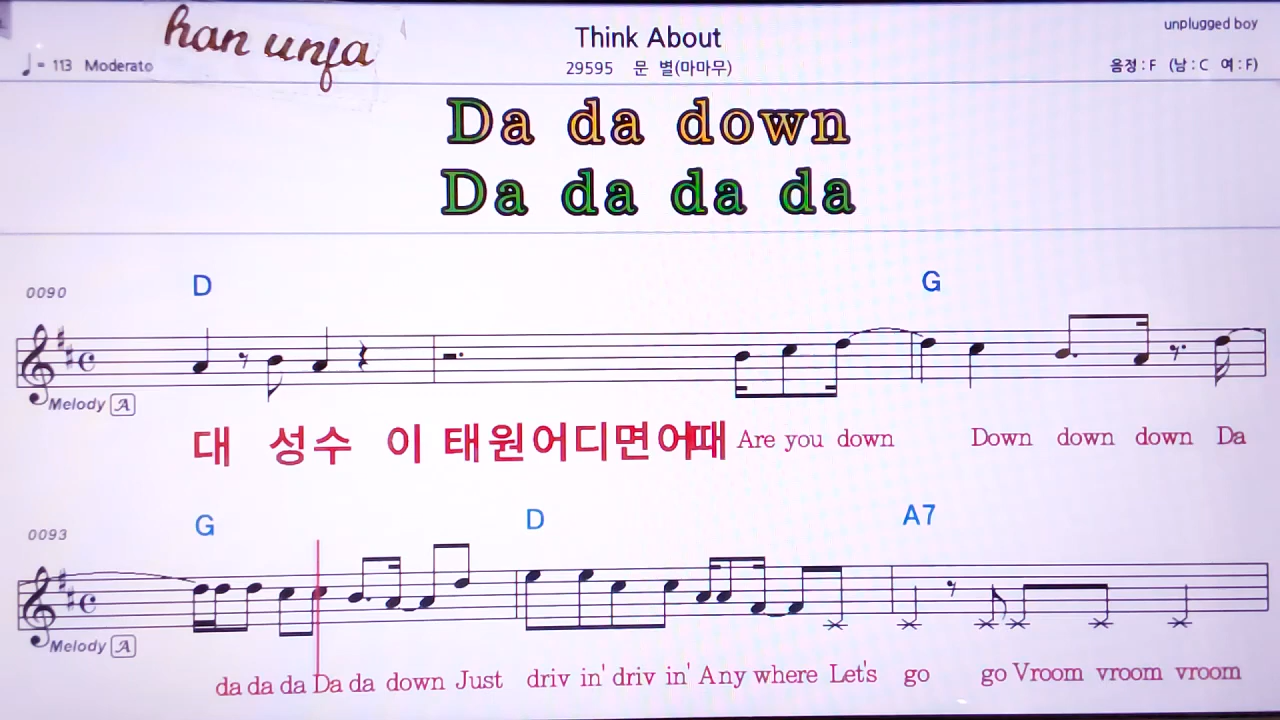 han unja
Think About
unplugged boy
♩= 113 Moderato
29595 문 별(마마무)
음정 : F (남 : C 여 : F)
Da da down
Da da da da
0090
D G
Melody A
대 성수 이 태원어디면어때 Are you down Down down down Da
0093
G D A7
Melody A
da da da Da da down Just driv in' driv in' Any where Let's go go Vroom vroom vroom